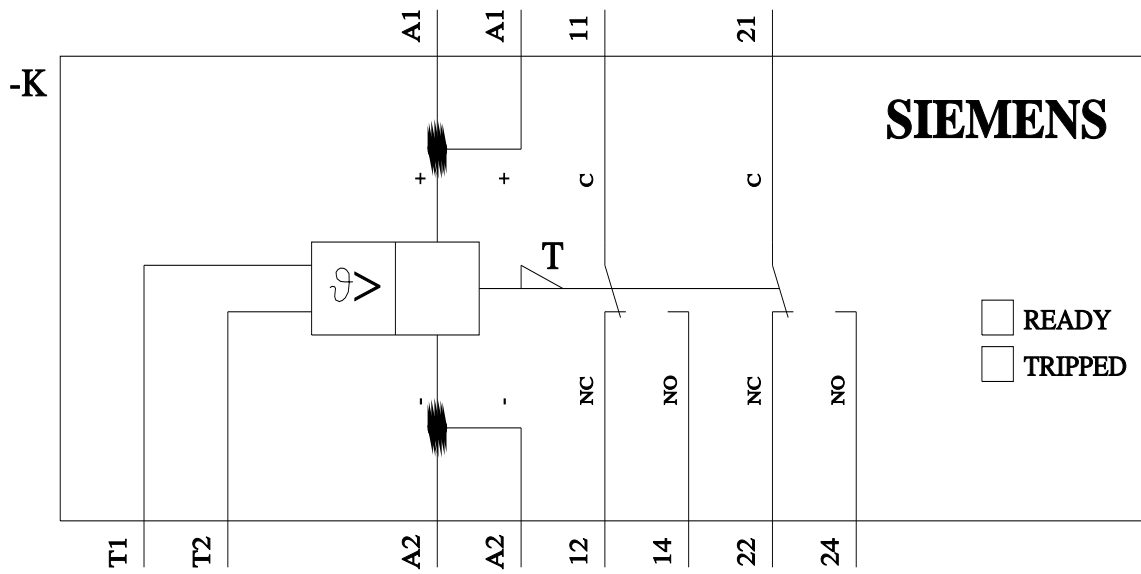 A1 A1 11 21
-K
SIEMENS
+ + C C
T
ϑ>
READY
TRIPPED
- - NC NO NC NO
T1 T2 A2 A2 12 14 22 24